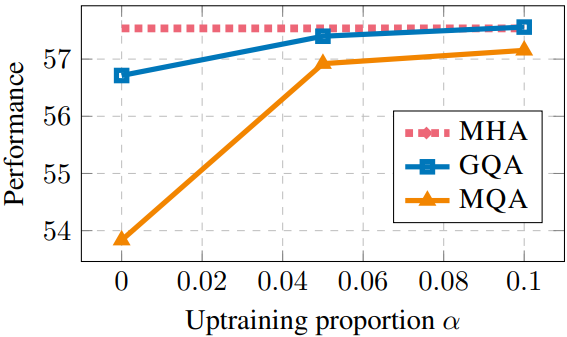 Performance
57
56
55
54
MHA
GQA
MQA
0 0.02 0.04 0.06 0.08 0.1
Uptraining proportion α